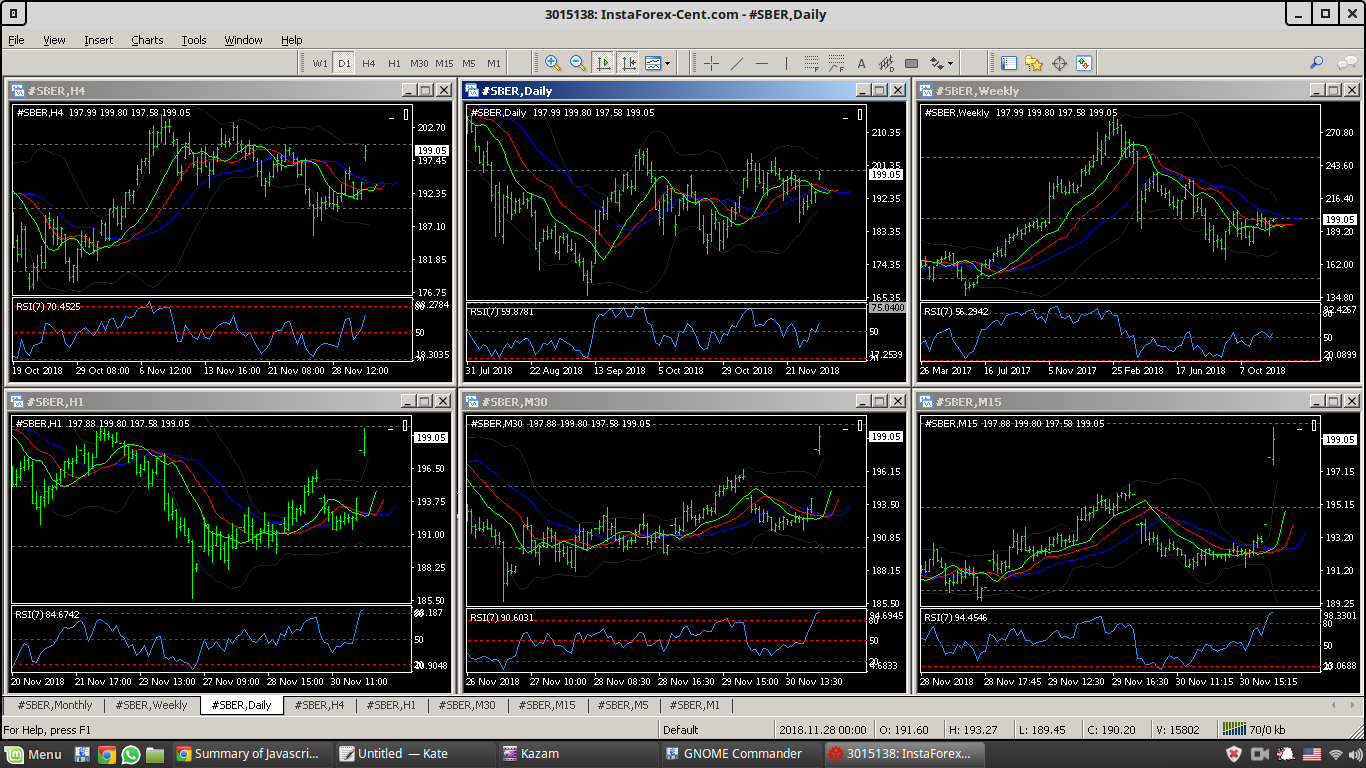 3015138: InstaForex-Cent.com - #SBER,Daily
File View Insert Charts Tools Window Help
W1 D1 H4 H1 M30 M15 M5 M1
#SBER,H4
#SBER,H4 197.99 199.80 197.58 199.05
202.70
199.05
197.45
192.35
187.10
181.85
176.75
RSI(7) 70.4525
50
18.3035
19 Oct 2018 29 Oct 08:00 6 Nov 12:00 13 Nov 16:00 21 Nov 08:00 28 Nov 12:00
#SBER,Daily
#SBER,Daily 197.99 199.80 197.58 199.05
210.35
201.35
199.05
192.35
183.35
174.35
165.35
RSI(7) 59.8781
75.0400
50
17.2539
31 Jul 2018 22 Aug 2018 13 Sep 2018 5 Oct 2018 29 Oct 2018 21 Nov 2018
#SBER,Weekly
#SBER,Weekly 197.99 199.80 197.58 199.05
270.80
243.60
216.40
199.05
189.20
162.00
134.80
RSI(7) 56.2942
50
20.0899
26 Mar 2017 16 Jul 2017 5 Nov 2017 25 Feb 2018 17 Jun 2018 7 Oct 2018
#SBER,H1
#SBER,H1 197.88 199.80 197.58 199.05
199.05
196.50
193.75
191.00
188.25
185.50
RSI(7) 84.6742
50
20 Nov 2018 21 Nov 17:00 23 Nov 13:00 27 Nov 09:00 28 Nov 15:00 30 Nov 11:00
#SBER,M30
#SBER,M30 197.88 199.80 197.58 199.05
199.05
196.15
193.50
190.85
188.15
185.50
RSI(7) 90.6031
94.6945
80
50
20
4.6833
26 Nov 2018 27 Nov 10:00 28 Nov 08:30 28 Nov 16:30 29 Nov 15:00 30 Nov 13:30
#SBER,M15
#SBER,M15 197.88 199.80 197.58 199.05
199.05
197.15
195.15
193.20
191.20
189.25
RSI(7) 94.4546
98.3301
80
50
28 Nov 2018 28 Nov 17:45 29 Nov 12:30 29 Nov 16:30 30 Nov 11:15 30 Nov 15:15
#SBER,Monthly #SBER,Weekly #SBER,Daily #SBER,H4 #SBER,H1 #SBER,M30 #SBER,M15 #SBER,M5 #SBER,M1
For Help, press F1 Default 2018.11.28 00:00 O: 191.60 H: 193.27 L: 189.45 C: 190.20 V: 15802 70/0 kb
Menu Summary of Javascri... Untitled — Kate Kazam GNOME Commander 3015138: InstaForex...